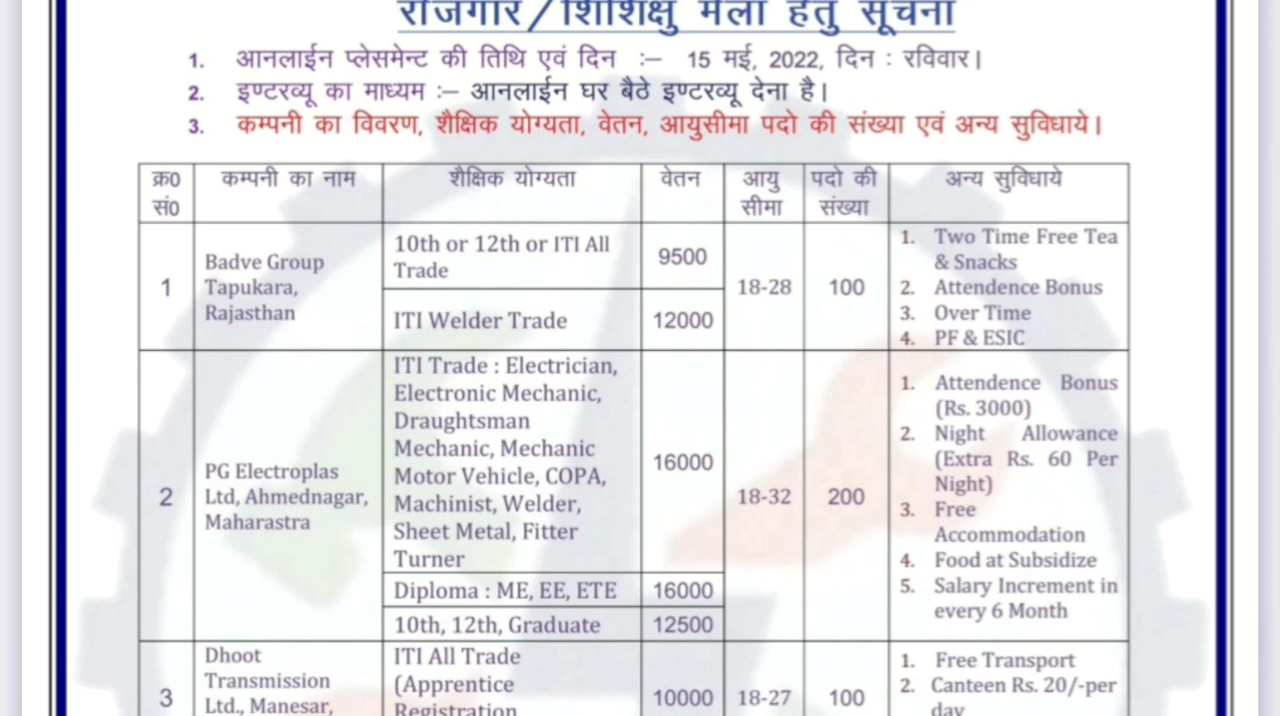 रोजगार/शिशिक्षु मेला हेतु सूचना
1. आनलाईन प्लेसमेन्ट की तिथि एवं दिन :– 15 मई, 2022, दिन : रविवार।
2. इण्टरव्यू का माध्यम :– आनलाईन घर बैठे इण्टरव्यू देना है।
3. कम्पनी का विवरण, शैक्षिक योग्यता, वेतन, आयुसीमा पदो की संख्या एवं अन्य सुविधाये।
क्र0 सं0 | कम्पनी का नाम | शैक्षिक योग्यता | वेतन | आयु सीमा | पदो की संख्या | अन्य सुविधाये
1
Badve Group
Tapukara,
Rajasthan
10th or 12th or ITI All
Trade
9500
ITI Welder Trade
12000
18-28
100
1. Two Time Free Tea
& Snacks
2. Attendence Bonus
3. Over Time
4. PF & ESIC
2
PG Electroplas
Ltd, Ahmednagar,
Maharastra
ITI Trade : Electrician,
Electronic Mechanic,
Draughtsman
Mechanic, Mechanic
Motor Vehicle, COPA,
Machinist, Welder,
Sheet Metal, Fitter
Turner
16000
Diploma : ME, EE, ETE
16000
10th, 12th, Graduate
12500
18-32
200
1. Attendence Bonus
(Rs. 3000)
2. Night Allowance
(Extra Rs. 60 Per
Night)
3. Free
Accommodation
4. Food at Subsidize
5. Salary Increment in
every 6 Month
3
Dhoot
Transmission
Ltd., Manesar,
ITI All Trade
(Apprentice
Registration
10000
18-27
100
1. Free Transport
2. Canteen Rs. 20/-per
day